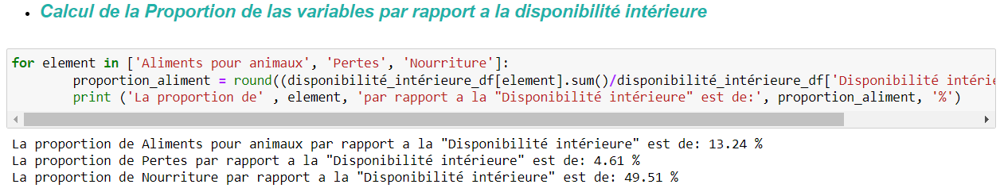 Calcul de la Proportion de las variables par rapport a la disponibilité intérieure
for element in ['Aliments pour animaux', 'Pertes', 'Nourriture']:
proportion_aliment = round((disponibilité_intérieure_df[element].sum()/disponibilité_intérieure_df['Disponibilité intérie
print ('La proportion de' , element, 'par rapport a la "Disponibilité intérieure" est de:', proportion_aliment, '%')
La proportion de Aliments pour animaux par rapport a la "Disponibilité intérieure" est de: 13.24 %
La proportion de Pertes par rapport a la "Disponibilité intérieure" est de: 4.61 %
La proportion de Nourriture par rapport a la "Disponibilité intérieure" est de: 49.51 %